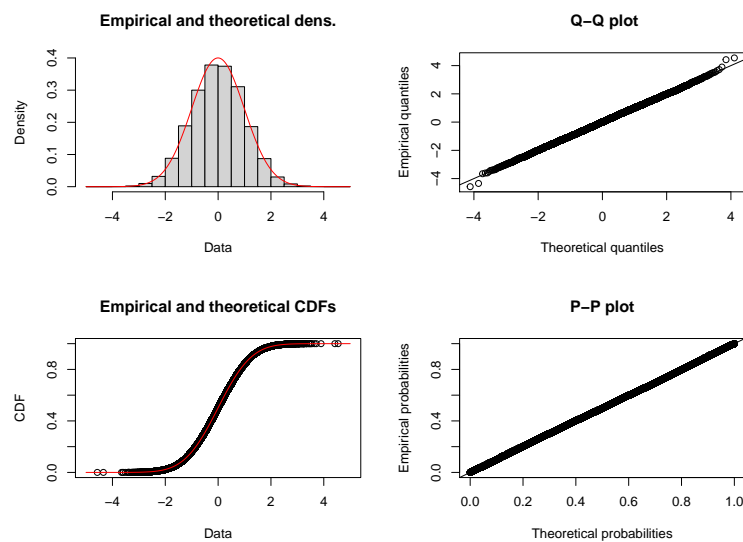 Empirical and theoretical dens.
Density
0.0 0.1 0.2 0.3 0.4
−4 −2 0 2 4
Data
Q−Q plot
Empirical quantiles
−4 −2 0 2 4
−4 −2 0 2 4
Theoretical quantiles
Empirical and theoretical CDFs
CDF
0.0 0.4 0.8
−4 −2 0 2 4
Data
P−P plot
Empirical probabilities
0.0 0.4 0.8
0.0 0.2 0.4 0.6 0.8 1.0
Theoretical probabilities